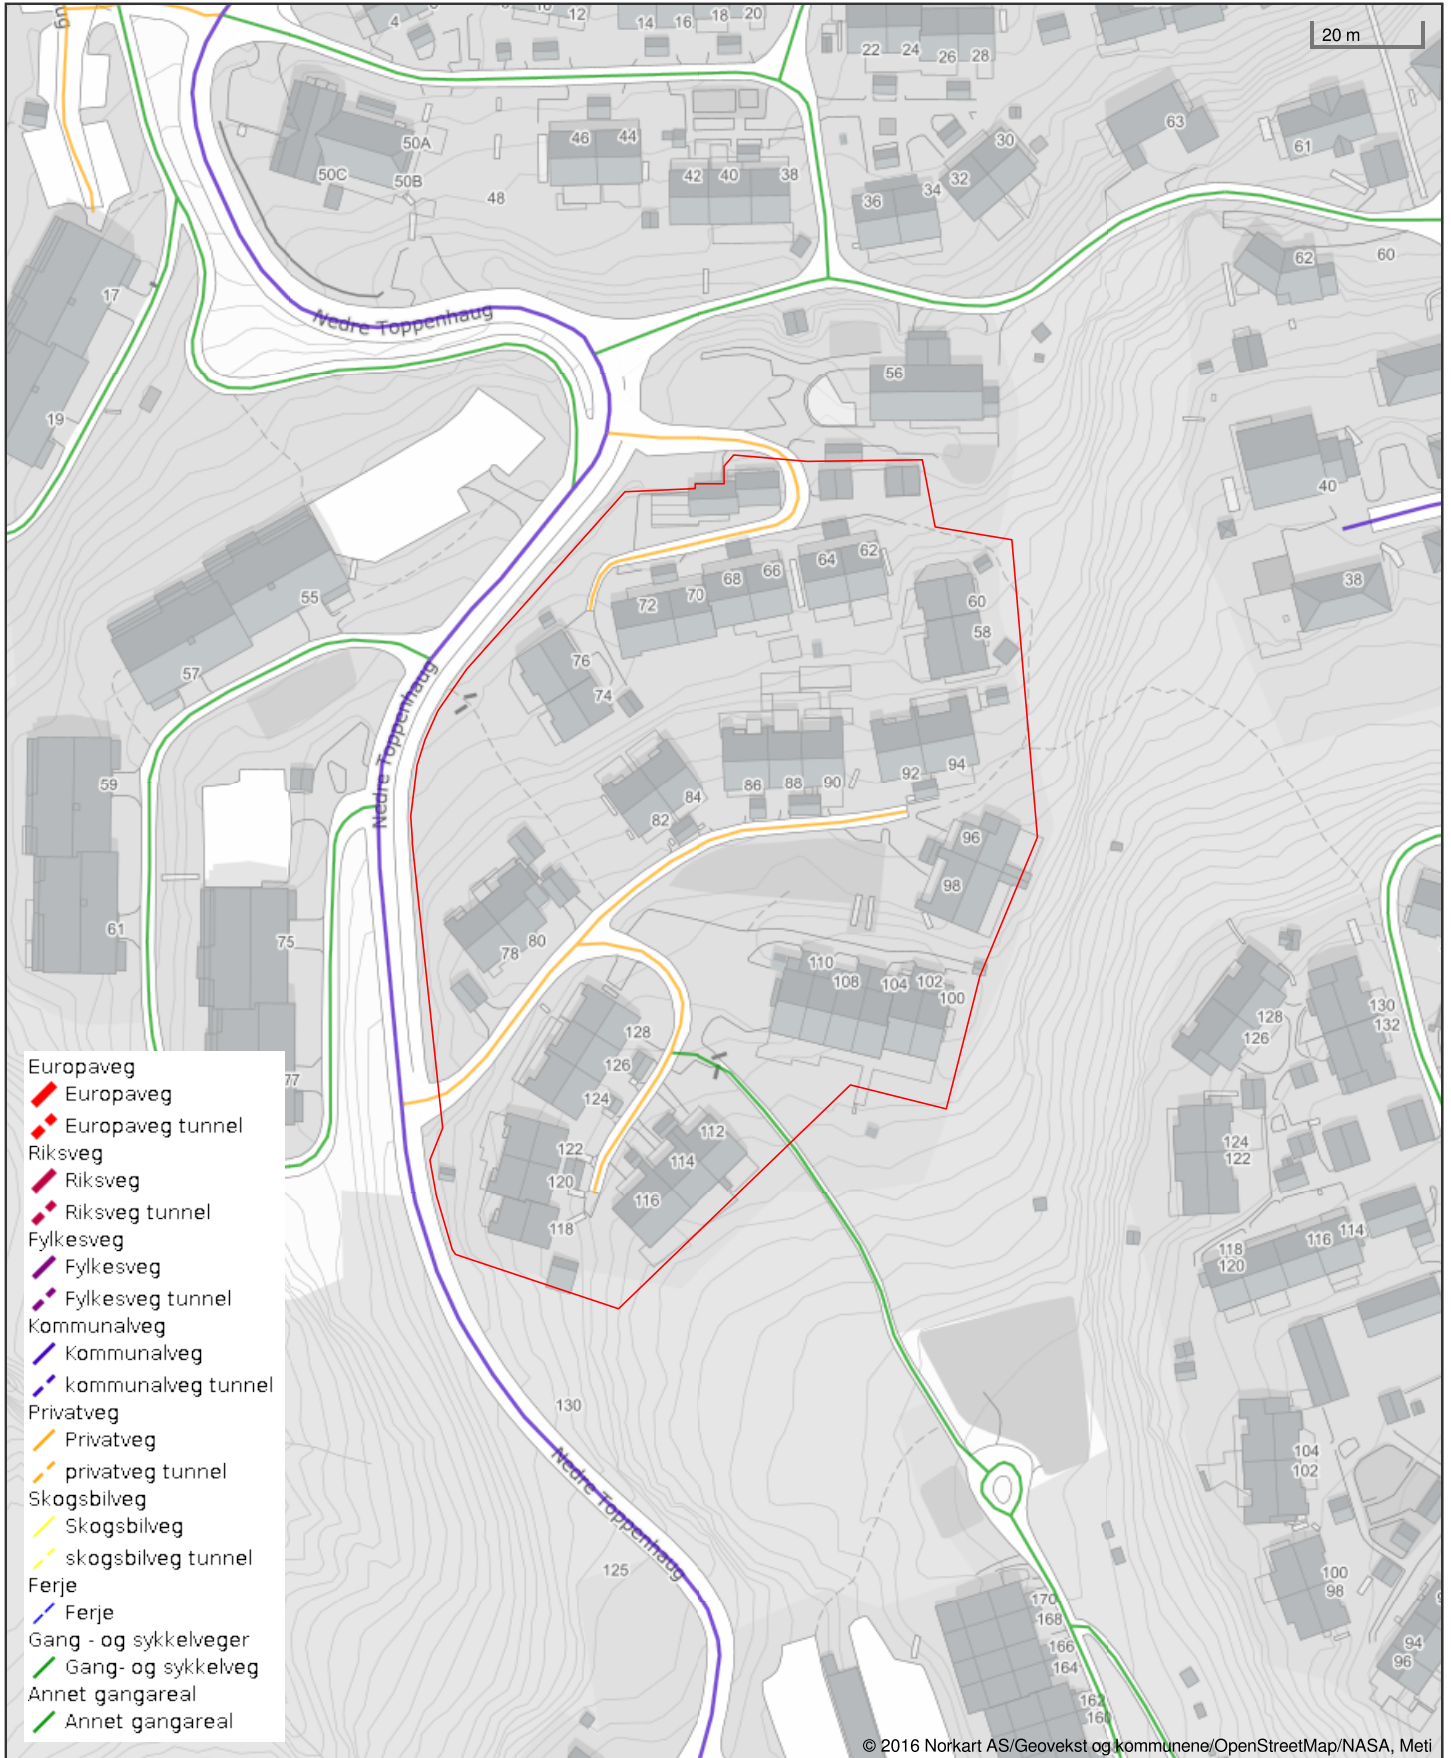 ug
4
10
12
14
16
18
20
22
24
26
28
20 m
63
61
50A
50C
50B
48
46
44
42
40
38
30
32
34
36
62
60
17
Nedre Toppenhaug
56
19
40
38
55
57
72
70
68
66
64
62
60
58
76
74
Nedre Toppenhaug
59
84
82
86
88
90
92
94
96
98
61
75
78
80
110
108
104
102
100
128
126
124
130
132
128
126
77
112
114
116
122
120
118
124
122
118
120
116
114
130
104
102
Nedre Toppenhaug
125
100
98
94
96
170
168
166
164
162
160
Europaveg
Europaveg
Europaveg tunnel
Riksveg
Riksveg
Riksveg tunnel
Fylkesveg
Fylkesveg
Fylkesveg tunnel
Kommunalveg
Kommunalveg
kommunalveg tunnel
Privatveg
Privatveg
privatveg tunnel
Skogsbilveg
Skogsbilveg
skogsbilveg tunnel
Ferje
Ferje
Gang - og sykkelveger
Gang- og sykkelveg
Annet gangareal
Annet gangareal
© 2016 Norkart AS/Geovekst og kommunene/OpenStreetMap/NASA, Meti